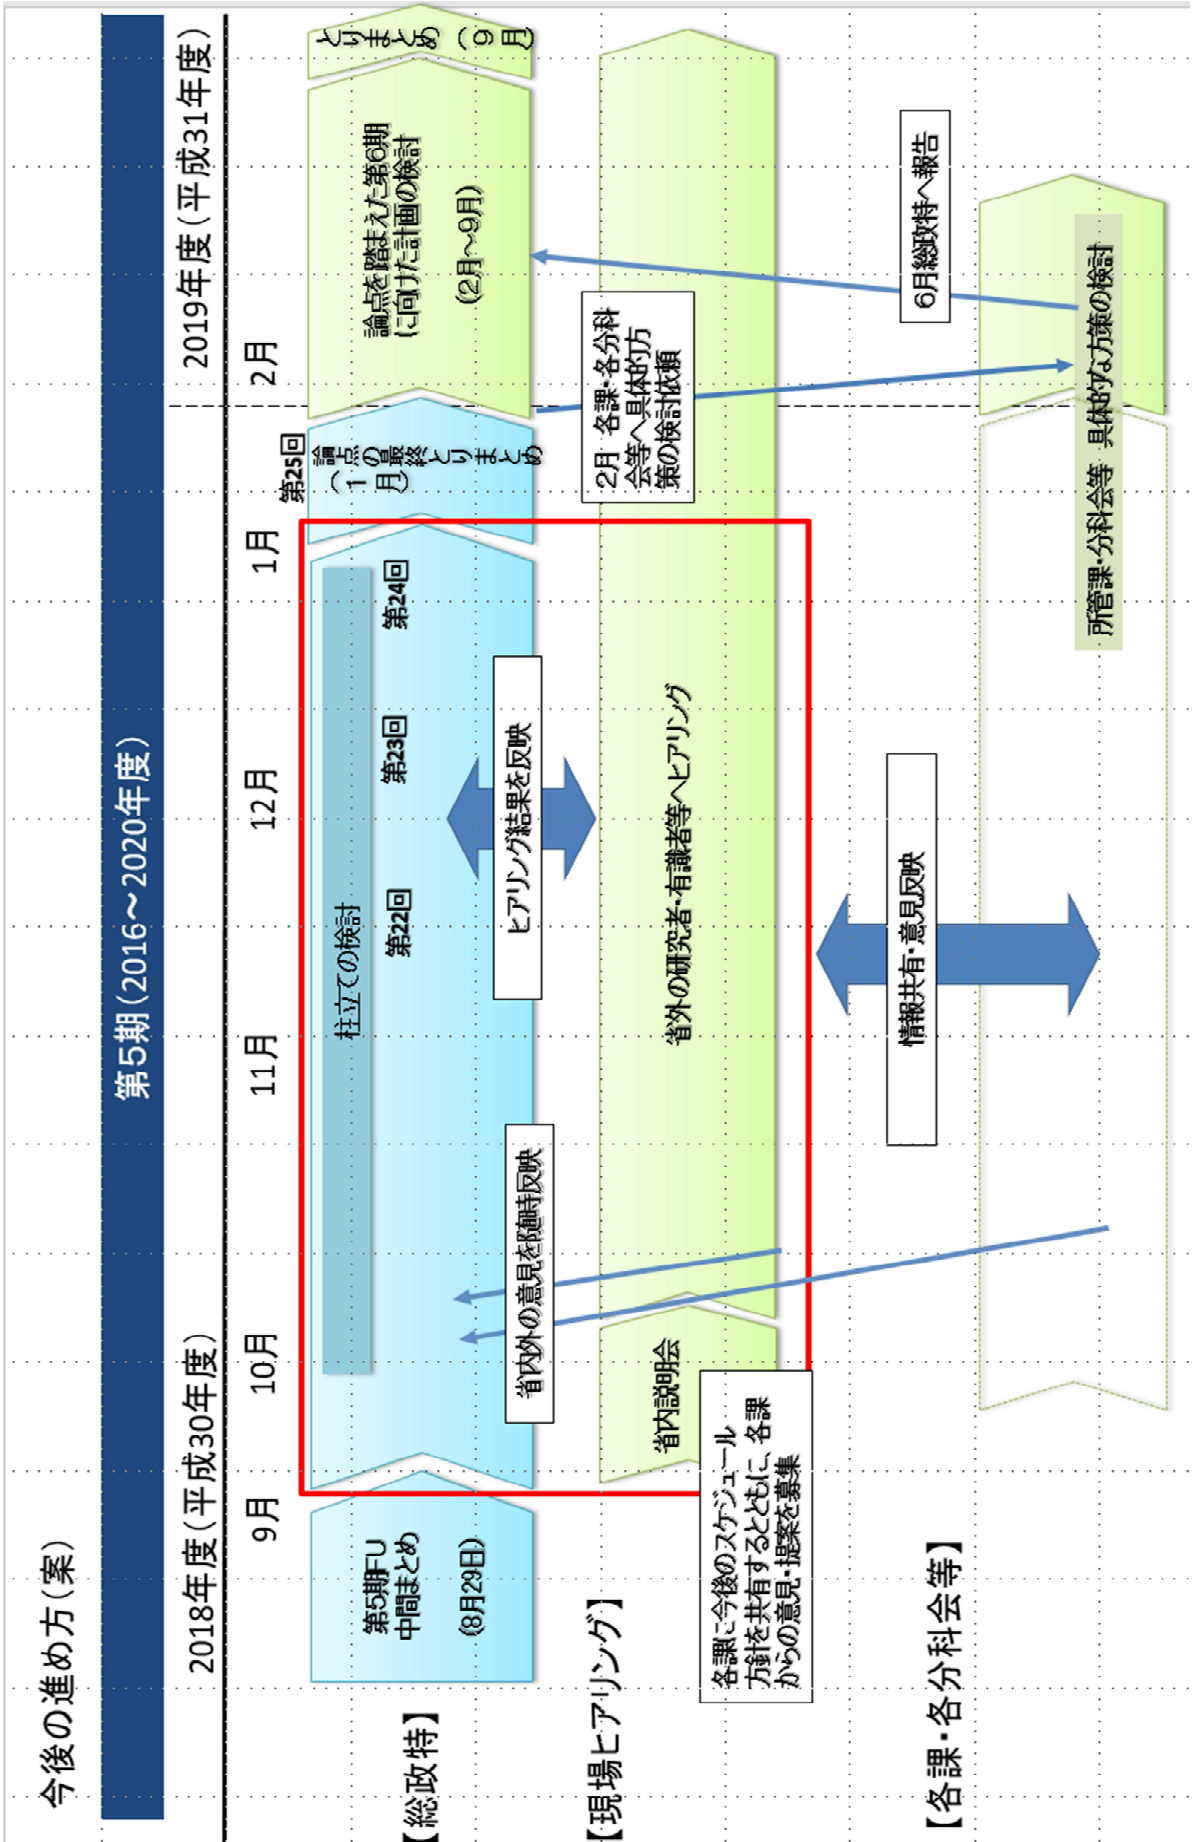 今後の進め方(案)
第5期(2016~2020年度)
2018年度(平成30年度)
2019年度(平成31年度)
9月
10月
11月
12月
1月
2月
【総政特】
第5期FU
中間まとめ
(8月29日)
柱立ての検討
第22回
第23回
第24回
第25回
論点の最終とりまとめ
(1月)
論点を踏まえた第6期
に向けた計画の検討
(2月~9月)
とりまとめ(9月)
省内外の意見を随時反映
ヒアリング結果を反映
【現場ヒアリング】
省内説明会
省外の研究者・有識者等へヒアリング
2月 各課・各分科
会等へ具体的方
策の検討依頼
各課に今後のスケジュール
方針を共有するとともに、各課
からの意見・提案を募集
情報共有・意見反映
6月総政特へ報告
【各課・各分科会等】
所管課・分科会等 具体的な方策の検討